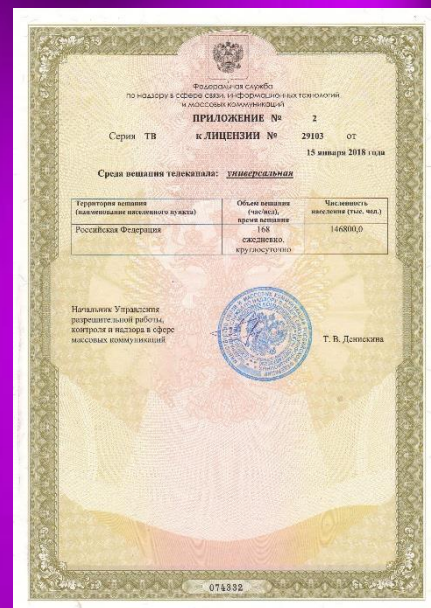 Федеральная служба
по надзору в сфере связи, информационных технологий
и массовых коммуникаций
ПРИЛОЖЕНИЕ № 2
Серия ТВ к ЛИЦЕНЗИИ № 29103 от
15 января 2018 года
Среда вещания телеканала: универсальная
Территория вещания
(наименование населенного пункта)
Объем вещания
(час/нед),
время вещания
Численность
населения (тыс. чел.)
Российская Федерация
168
ежедневно,
круглосуточно
146800,0
Начальник Управления
разрешительной работы,
контроля и надзора в сфере
массовых коммуникаций
Т. В. Денискина
074332